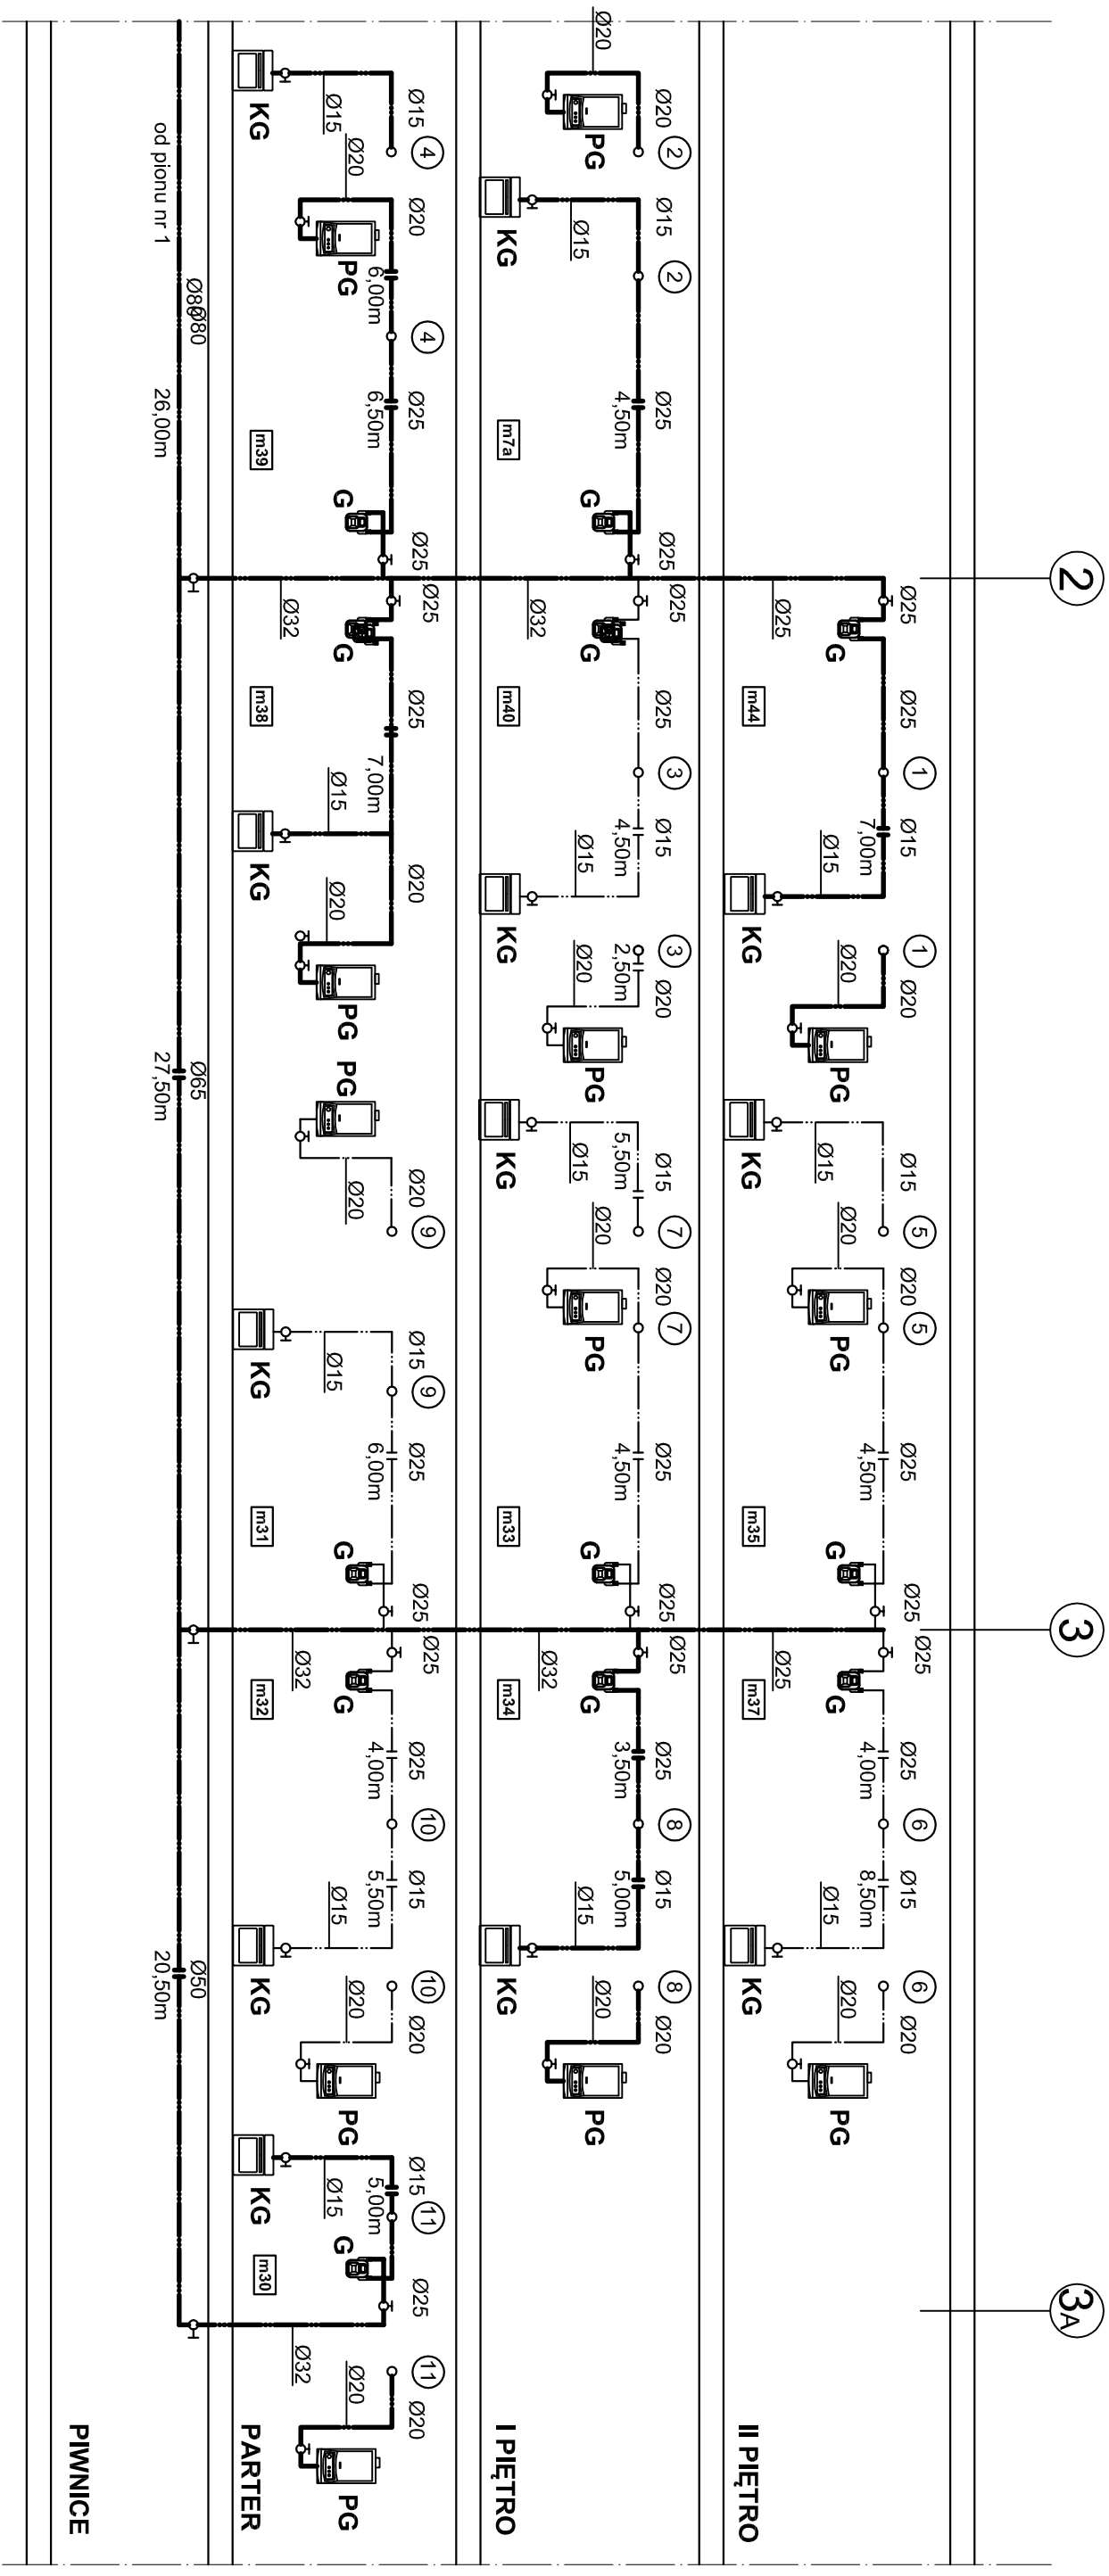 2
3
3A
Ø25
Ø25
1
Ø15
1
Ø20
Ø15
5
Ø20
5
Ø25
Ø25
Ø25
Ø25
6
Ø15
6
Ø20
7,00m
4,50m
4,00m
8,50m
Ø20
Ø20
Ø20
G
PG
PG
G
G
PG
Ø15
Ø15
Ø15
Ø25
Ø25
m44
m35
m37
KG
KG
KG
II PIĘTRO
Ø20
2
Ø15
2
Ø25
Ø25
Ø25
Ø25
3
Ø15
3
Ø20
Ø15
7
Ø20
7
Ø25
Ø25
Ø25
8
Ø15
8
Ø20
4,50m
4,50m
2,50m
5,50m
4,50m
3,50m
5,00m
Ø20
Ø20
Ø20
Ø20
PG
G
G
PG
PG
G
G
PG
Ø15
Ø15
Ø15
Ø15
Ø32
Ø32
m7a
m40
m33
m34
KG
KG
KG
KG
I PIĘTRO
Ø15
4
Ø20
4
Ø25
Ø25
Ø25
Ø25
Ø20
Ø20
9
Ø15
9
Ø25
Ø25
Ø25
Ø25
10
Ø15
10
Ø20
Ø15
11
Ø25
11
Ø20
6,00m
6,50m
7,00m
6,00m
4,00m
5,50m
5,00m
Ø20
Ø20
Ø20
Ø20
Ø20
PG
G
G
PG
PG
G
G
PG
G
PG
Ø15
Ø15
Ø15
Ø15
Ø15
Ø32
Ø32
Ø32
m39
m38
m31
m32
m30
KG
KG
KG
KG
KG
PARTER
Ø80
Ø80
Ø65
Ø50
od pionu nr 1
26,00m
27,50m
20,50m
PIWNICE